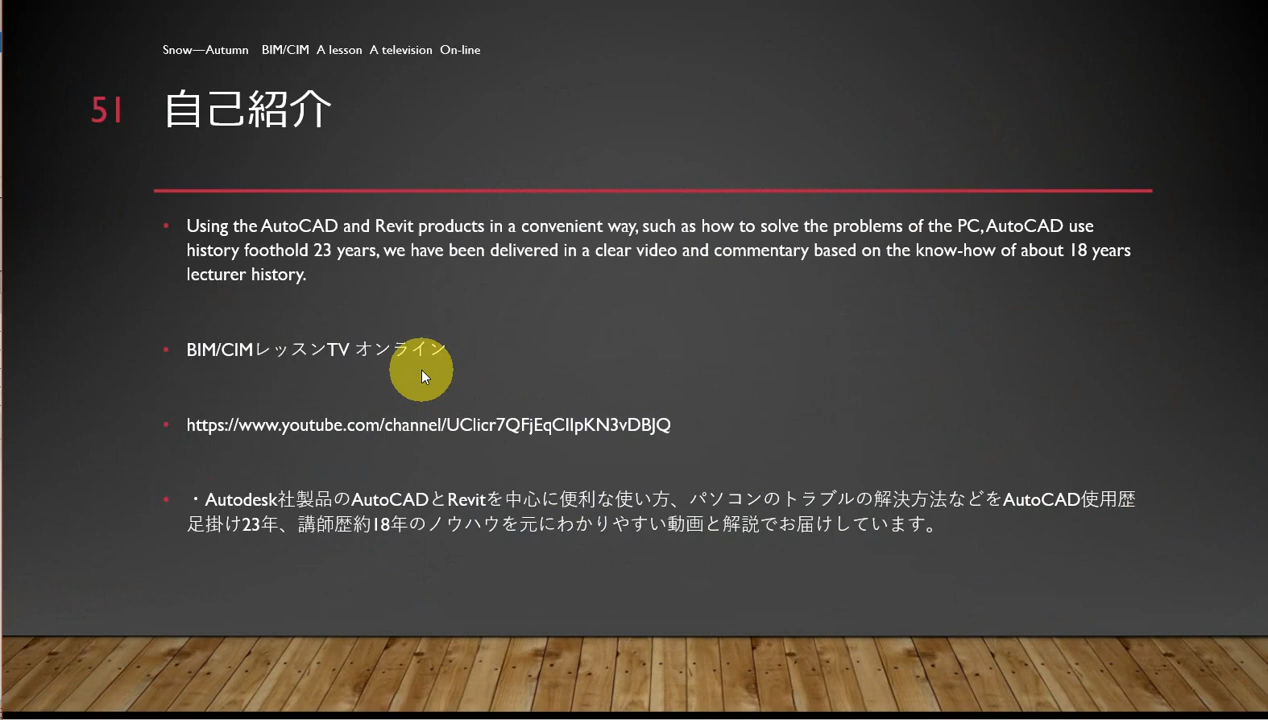 Snow—Autumn BIM/CIM A lesson A television On-line
51 自己紹介
• Using the AutoCAD and Revit products in a convenient way, such as how to solve the problems of the PC, AutoCAD use
history foothold 23 years, we have been delivered in a clear video and commentary based on the know-how of about 18 years
lecturer history.
• BIM/CIMレッスンTV オンライン
• https://www.youtube.com/channel/UClicr7QFjEqCIIpKN3vDBJQ
• ・Autodesk社製品のAutoCADとRevitを中心に便利な使い方、パソコンのトラブルの解決方法などをAutoCAD使用歴
足掛け23年、講師歴約18年のノウハウを元にわかりやすい動画と解説でお届けしています。